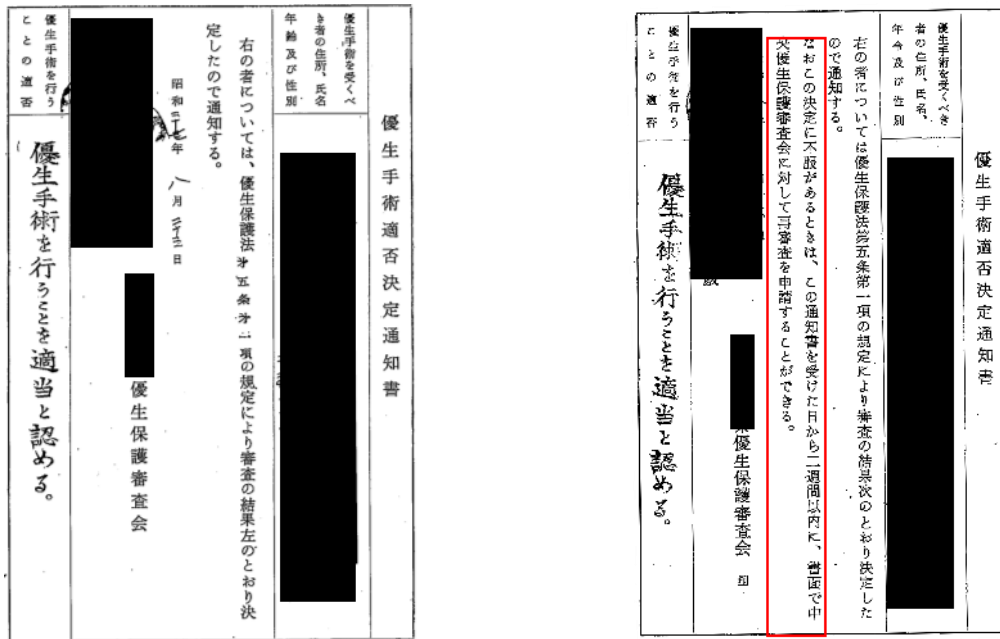 優生手術適否決定通知書
優生手術を受くべ
き者の住所、氏名
年齢及び性別
右の者については、優生保護法才五条才一項の規定により審査の結果左のとおり決
定したので通知する。
昭和二十七年八月
日
優生保護審査会
優生手術を行う
ことの適否
優生手術を行うことを適当と認める。
優生手術適否決定通知書
優生手術を受くべき
者の住所、氏名、
年令及び性別
右の者については優生保護法第五条第一項の規定により審査の結果次のとおり決定した
ので通知する。
なおこの決定に不服があるときは、この通知書を受けた日から二週間以内に、書面で中
央優生保護審査会に対して再審査を申請することができる。
優生保護審査会 印
優生手術を行う
ことの適否
優生手術を行うことを適当と認める。